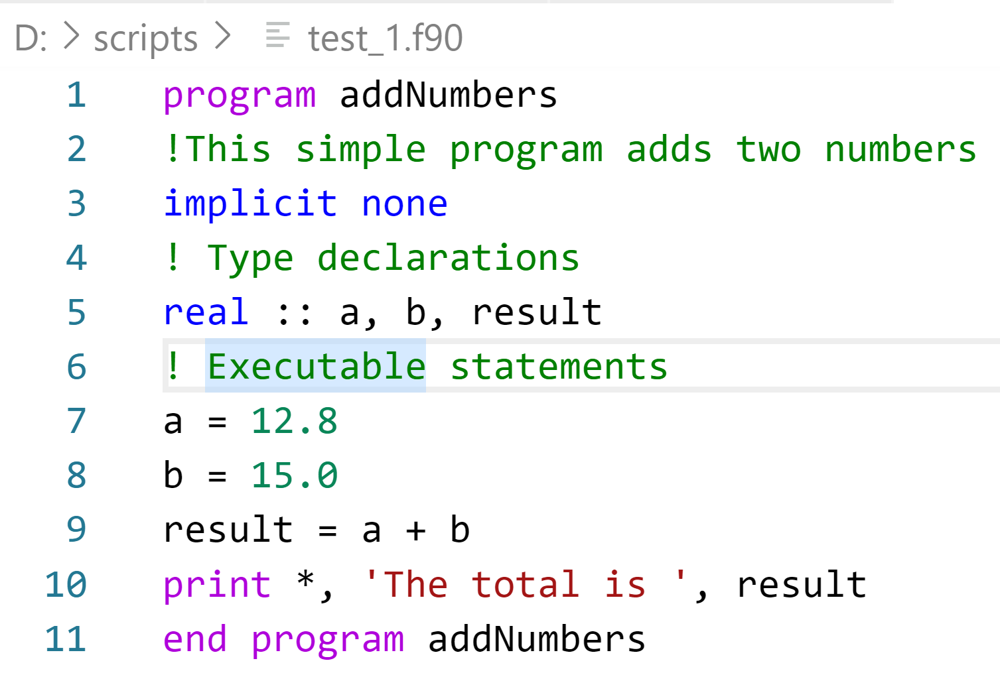 D: > scripts > test_1.f90
1 program addNumbers
2 !This simple program adds two numbers
3 implicit none
4 ! Type declarations
5 real :: a, b, result
6 ! Executable statements
7 a = 12.8
8 b = 15.0
9 result = a + b
10 print *, 'The total is ', result
11 end program addNumbers